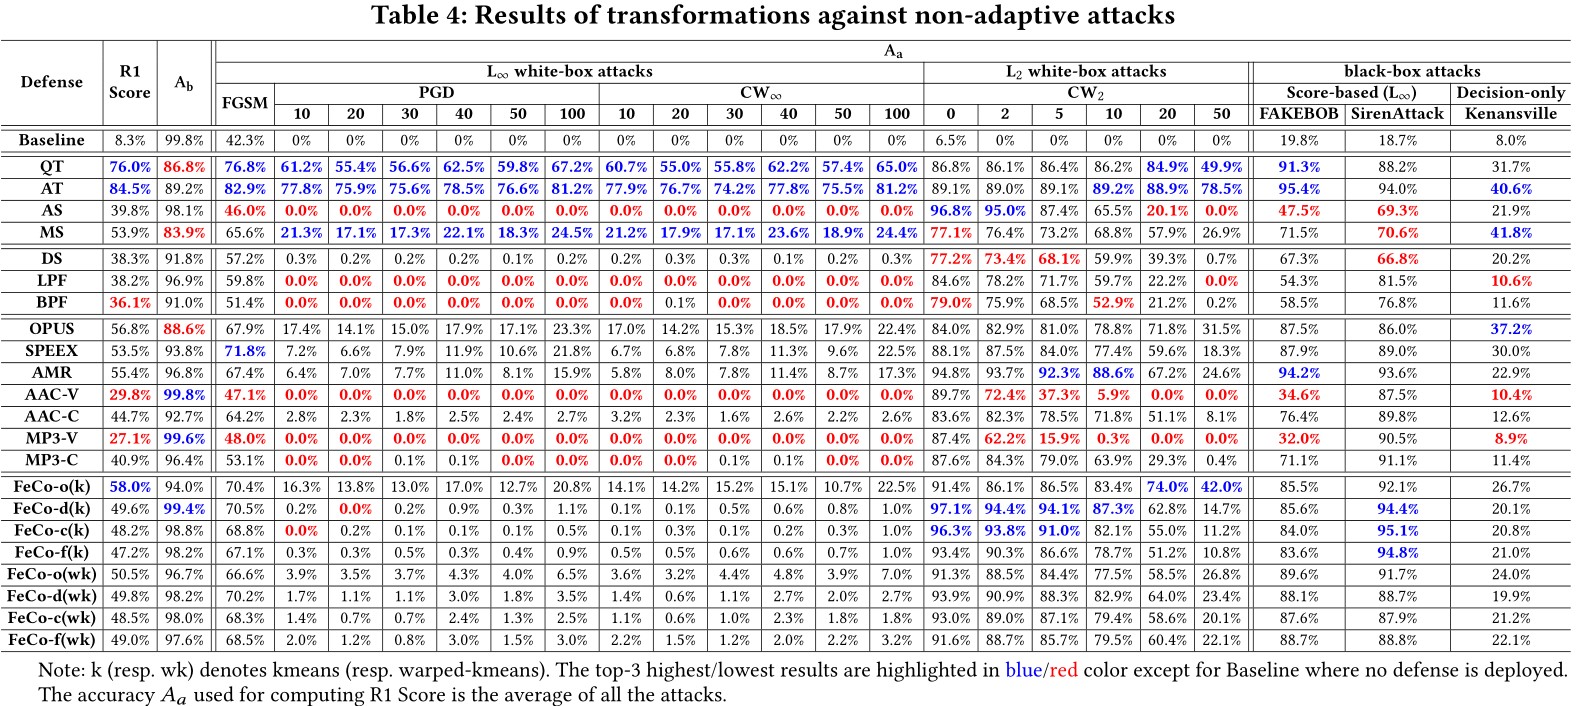 Table 4: Results of transformations against non-adaptive attacks
Defense R1 Score A_b A_a
L∞ white-box attacks L2 white-box attacks black-box attacks
FGSM PGD CW∞ CW2 Score-based (L∞) Decision-only
10 20 30 40 50 100 10 20 30 40 50 100 0 2 5 10 20 50 FAKEBOB SirenAttack Kenansville
Baseline 8.3% 99.8% 42.3% 0% 0% 0% 0% 0% 0% 0% 0% 0% 0% 0% 0% 6.5% 0% 0% 0% 0% 0% 19.8% 18.7% 8.0%
QT 76.0% 86.8% 76.8% 61.2% 55.4% 56.6% 62.5% 59.8% 67.2% 60.7% 55.0% 55.8% 62.2% 57.4% 65.0% 86.8% 86.1% 86.4% 86.2% 84.9% 49.9% 91.3% 88.2% 31.7%
AT 84.5% 89.2% 82.9% 77.8% 75.9% 75.6% 78.5% 76.6% 81.2% 77.9% 76.7% 74.2% 77.8% 75.5% 81.2% 89.1% 89.0% 89.1% 89.2% 88.9% 78.5% 95.4% 94.0% 40.6%
AS 39.8% 98.1% 46.0% 0.0% 0.0% 0.0% 0.0% 0.0% 0.0% 0.0% 0.0% 0.0% 0.0% 0.0% 0.0% 96.8% 95.0% 87.4% 65.5% 20.1% 0.0% 47.5% 69.3% 21.9%
MS 53.9% 83.9% 65.6% 21.3% 17.1% 17.3% 22.1% 18.3% 24.5% 21.2% 17.9% 17.1% 23.6% 18.9% 24.4% 77.1% 76.4% 73.2% 68.8% 57.9% 26.9% 71.5% 70.6% 41.8%
DS 38.3% 91.8% 57.2% 0.3% 0.2% 0.2% 0.2% 0.1% 0.2% 0.2% 0.3% 0.3% 0.1% 0.2% 0.3% 77.2% 73.4% 68.1% 59.9% 39.3% 0.7% 67.3% 66.8% 20.2%
LPF 38.2% 96.9% 59.8% 0.0% 0.0% 0.0% 0.0% 0.0% 0.0% 0.0% 0.0% 0.0% 0.0% 0.0% 0.0% 84.6% 78.2% 71.7% 59.7% 22.2% 0.0% 54.3% 81.5% 10.6%
BPF 36.1% 91.0% 51.4% 0.0% 0.0% 0.0% 0.0% 0.0% 0.0% 0.0% 0.1% 0.0% 0.0% 0.0% 0.0% 79.0% 75.9% 68.5% 52.9% 21.2% 0.2% 58.5% 76.8% 11.6%
OPUS 56.8% 88.6% 67.9% 17.4% 14.1% 15.0% 17.9% 17.1% 23.3% 17.0% 14.2% 15.3% 18.5% 17.9% 22.4% 84.0% 82.9% 81.0% 78.8% 71.8% 31.5% 87.5% 86.0% 37.2%
SPEEX 53.5% 93.8% 71.8% 7.2% 6.6% 7.9% 11.9% 10.6% 21.8% 6.7% 6.8% 7.8% 11.3% 9.6% 22.5% 88.1% 87.5% 84.0% 77.4% 59.6% 18.3% 87.9% 89.0% 30.0%
AMR 55.4% 96.8% 67.4% 6.4% 7.0% 7.7% 11.0% 8.1% 15.9% 5.8% 8.0% 7.8% 11.4% 8.7% 17.3% 94.8% 93.7% 92.3% 88.6% 67.2% 24.6% 94.2% 93.6% 22.9%
AAC-V 29.8% 99.8% 47.1% 0.0% 0.0% 0.0% 0.0% 0.0% 0.0% 0.0% 0.0% 0.0% 0.0% 0.0% 0.0% 89.7% 72.4% 37.3% 5.9% 0.0% 0.0% 34.6% 87.5% 10.4%
AAC-C 44.7% 92.7% 64.2% 2.8% 2.3% 1.8% 2.5% 2.4% 2.7% 3.2% 2.3% 1.6% 2.6% 2.2% 2.6% 83.6% 82.3% 78.5% 71.8% 51.1% 8.1% 76.4% 89.8% 12.6%
MP3-V 27.1% 99.6% 48.0% 0.0% 0.0% 0.0% 0.0% 0.0% 0.0% 0.0% 0.0% 0.0% 0.0% 0.0% 0.0% 87.4% 62.2% 15.9% 0.3% 0.0% 0.0% 32.0% 90.5% 8.9%
MP3-C 40.9% 96.4% 53.1% 0.0% 0.0% 0.1% 0.1% 0.0% 0.0% 0.0% 0.0% 0.1% 0.1% 0.0% 0.0% 87.6% 84.3% 79.0% 63.9% 29.3% 0.4% 71.1% 91.1% 11.4%
FeCo-o(k) 58.0% 94.0% 70.4% 16.3% 13.8% 13.0% 17.0% 12.7% 20.8% 14.1% 14.2% 15.2% 15.1% 10.7% 22.5% 91.4% 86.1% 86.5% 83.4% 74.0% 42.0% 85.5% 92.1% 26.7%
FeCo-d(k) 49.6% 99.4% 70.5% 0.2% 0.0% 0.2% 0.9% 0.3% 1.1% 0.1% 0.3% 0.5% 0.6% 0.8% 1.0% 97.1% 94.4% 94.1% 87.3% 62.8% 14.7% 85.6% 94.4% 20.1%
FeCo-c(k) 48.2% 98.8% 68.8% 0.0% 0.2% 0.1% 0.1% 0.1% 0.5% 0.1% 0.1% 0.1% 0.2% 0.3% 1.0% 96.3% 93.8% 91.0% 82.1% 55.0% 11.2% 84.0% 95.1% 20.8%
FeCo-f(k) 47.2% 98.2% 67.1% 0.3% 0.3% 0.5% 0.3% 0.4% 0.9% 0.5% 0.5% 0.6% 0.6% 0.7% 1.0% 93.4% 90.3% 86.6% 78.7% 51.2% 10.8% 83.6% 94.8% 21.0%
FeCo-o(wk) 50.5% 96.7% 66.6% 3.9% 3.5% 3.7% 4.3% 4.0% 6.5% 3.6% 3.2% 4.4% 4.8% 3.9% 7.0% 91.3% 88.5% 84.4% 77.5% 58.5% 26.8% 89.6% 91.7% 24.0%
FeCo-d(wk) 49.8% 98.2% 70.2% 1.7% 1.1% 1.1% 3.0% 1.8% 3.5% 1.4% 0.6% 1.1% 2.7% 2.0% 2.7% 93.9% 90.9% 88.3% 82.9% 64.0% 23.4% 88.1% 88.7% 19.9%
FeCo-c(wk) 48.5% 98.0% 68.3% 1.4% 0.7% 0.7% 2.4% 1.3% 2.5% 1.1% 0.6% 1.0% 2.3% 1.8% 1.8% 93.0% 89.0% 87.1% 79.4% 58.6% 20.1% 87.6% 87.9% 21.2%
FeCo-f(wk) 49.0% 97.6% 68.5% 2.0% 1.2% 0.8% 3.0% 1.5% 3.0% 2.2% 1.5% 1.2% 2.0% 2.2% 3.2% 91.6% 88.7% 85.7% 79.5% 60.4% 22.1% 88.7% 88.8% 22.1%
Note: k (resp. wk) denotes kmeans (resp. warped-kmeans). The top-3 highest/lowest results are highlighted in blue/red color except for Baseline where no defense is deployed.
The accuracy A_a used for computing R1 Score is the average of all the attacks.